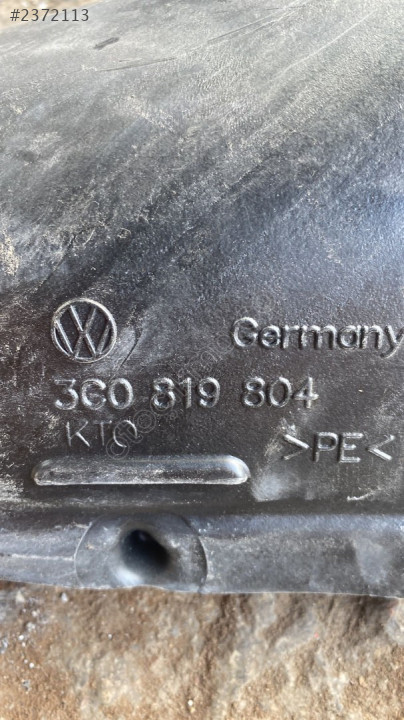 #2372113
Germany
3C0 819 804
KTO
>PE<